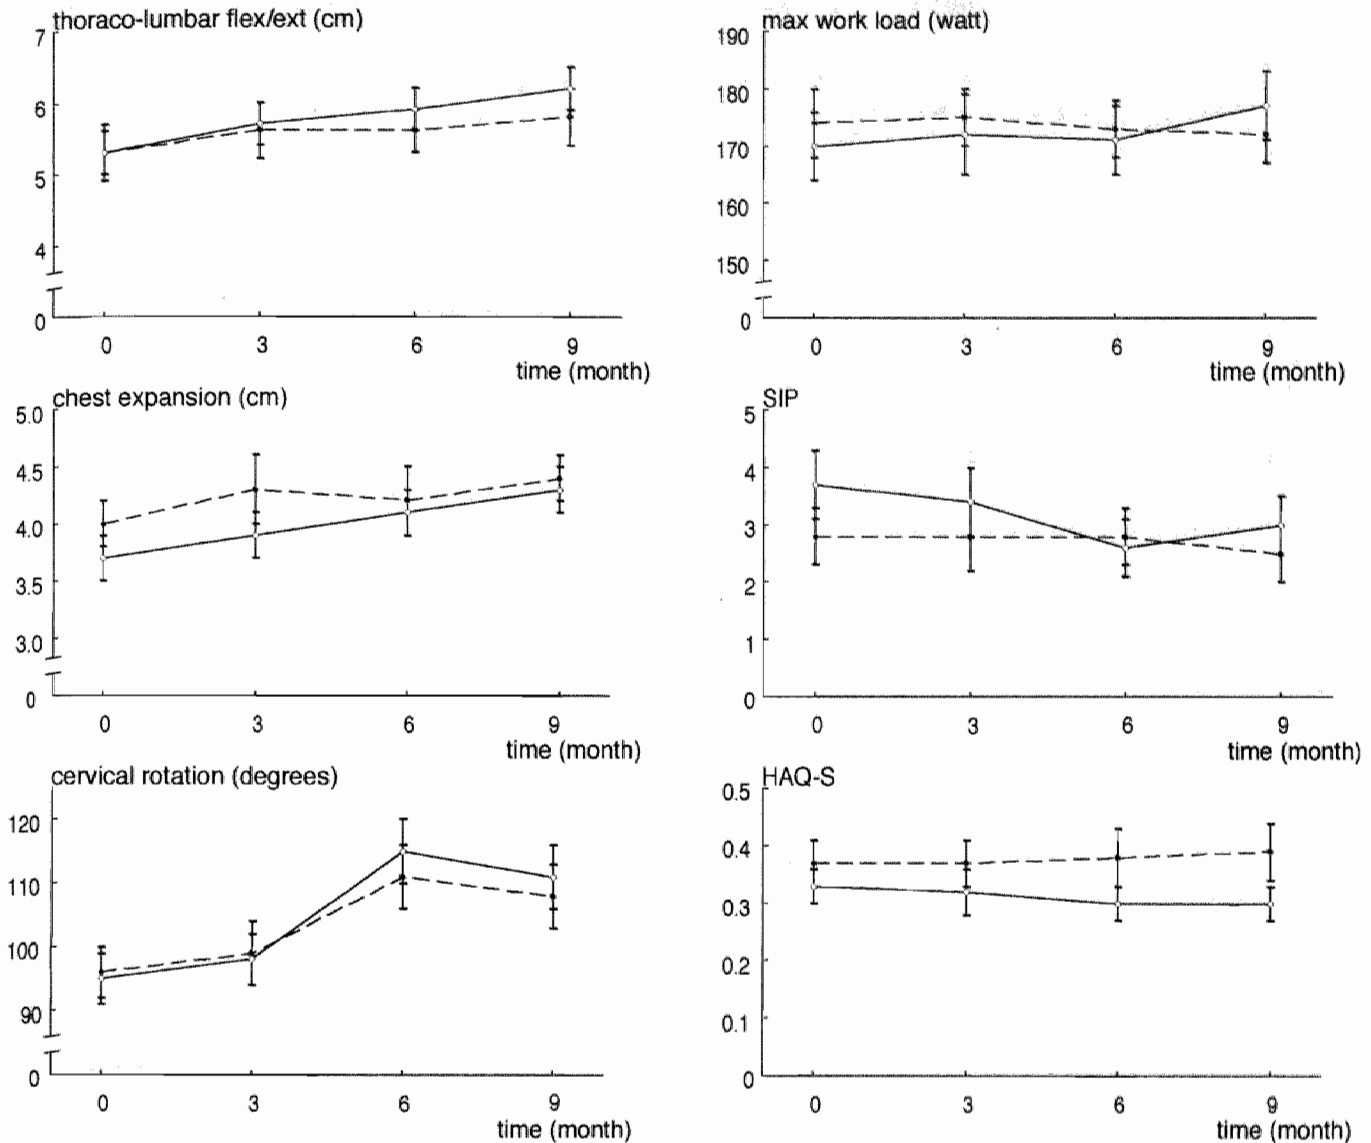 thoraco-lumbar flex/ext (cm)
7
6
5
4
0
0 3 6 9
time (month)
max work load (watt)
190
180
170
160
150
0
0 3 6 9
time (month)
chest expansion (cm)
5.0
4.5
4.0
3.5
3.0
0
0 3 6 9
time (month)
SIP
5
4
3
2
1
0
0 3 6 9
time (month)
cervical rotation (degrees)
120
110
100
90
0
0 3 6 9
time (month)
HAQ-S
0.5
0.4
0.3
0.2
0.1
0
0 3 6 9
time (month)